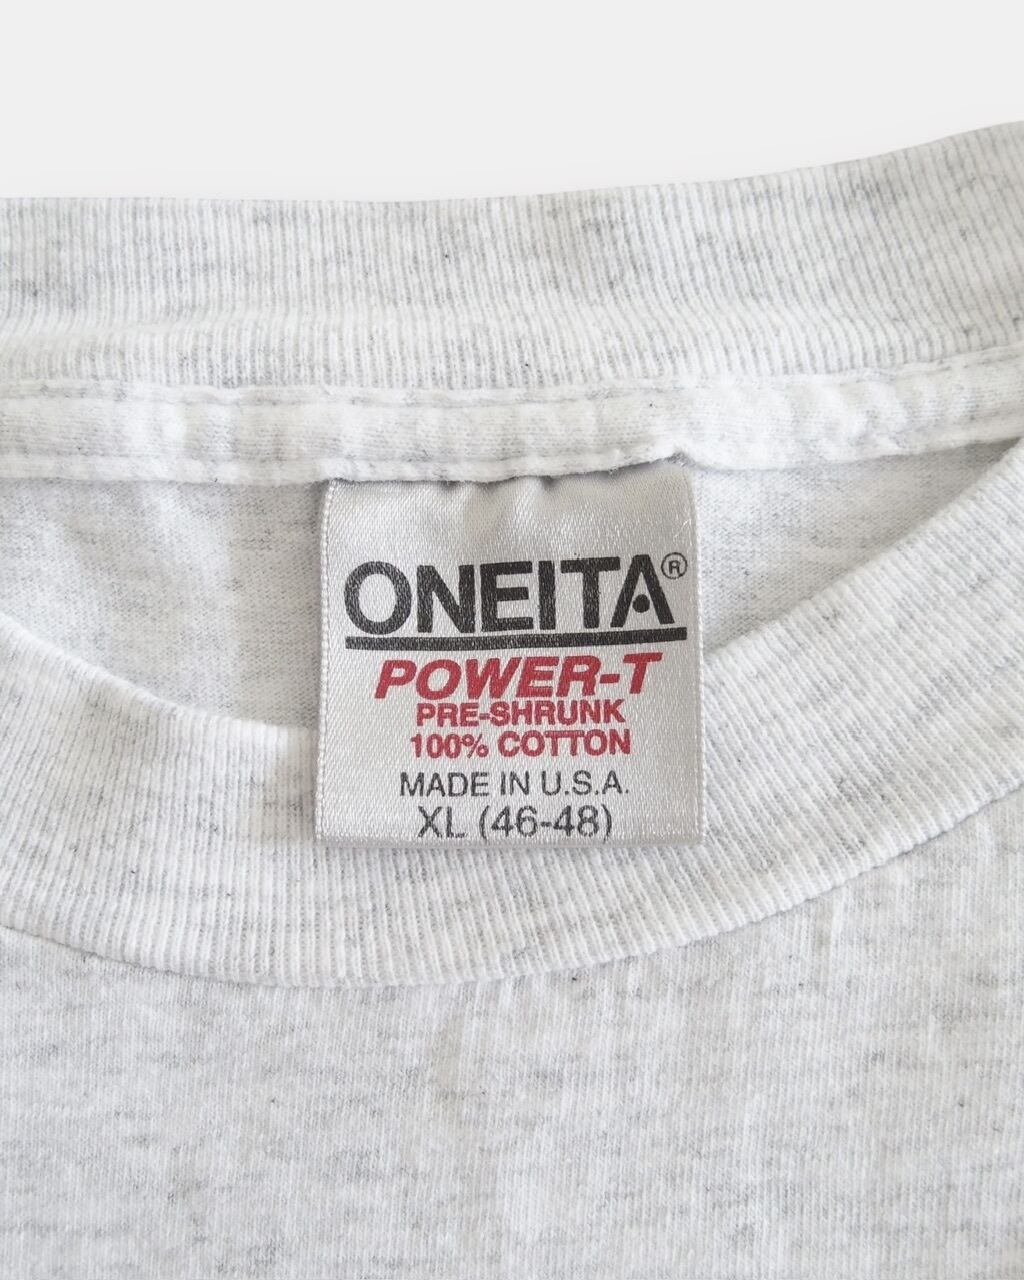 ONEITA®
POWER-T
PRE-SHRUNK
100% COTTON
MADE IN U.S.A.
XL (46-48)